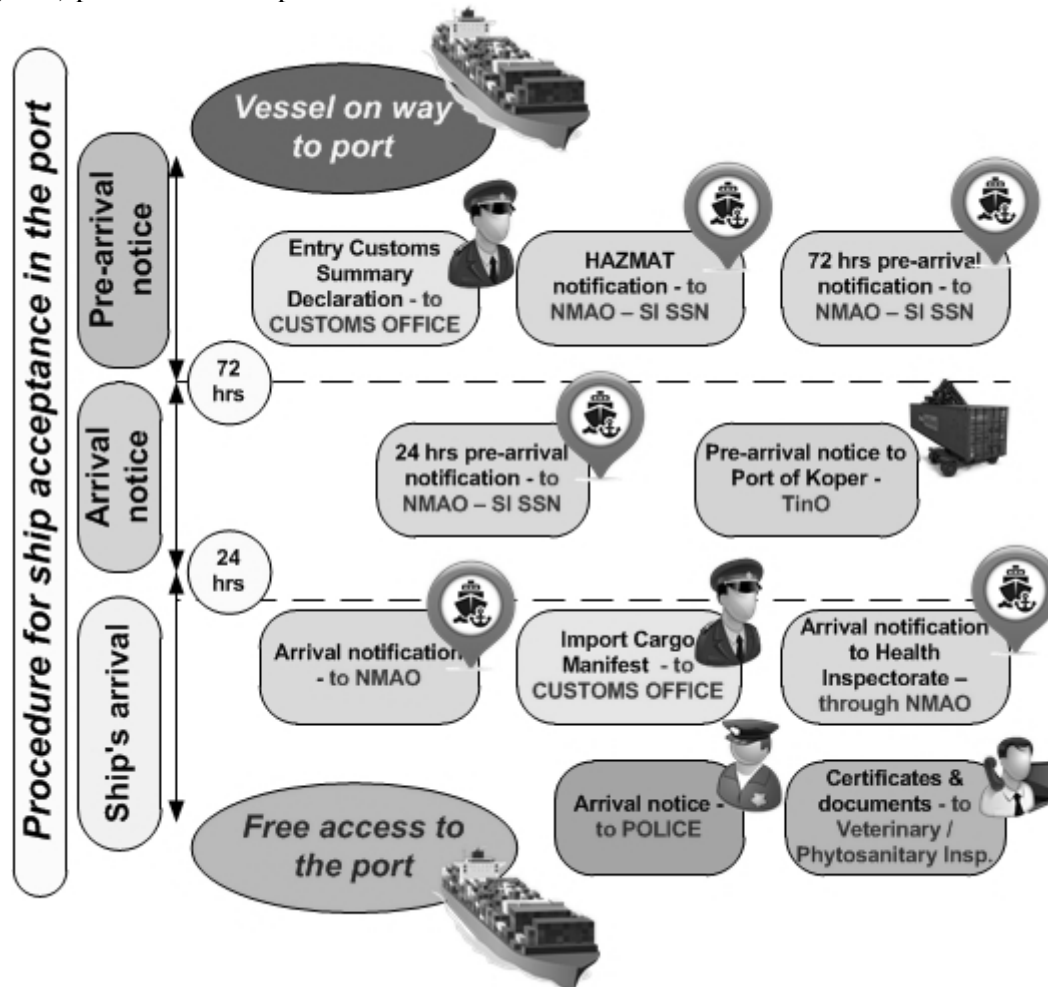 Procedure for ship acceptance in the port
Vessel on way
to port
Pre-arrival
notice
Entry Customs
Summary
Declaration - to
CUSTOMS OFFICE
HAZMAT
notification - to
NMAO – SI SSN
72 hrs pre-arrival
notification - to
NMAO – SI SSN
72
hrs
Arrival
notice
24 hrs pre-arrival
notification - to
NMAO – SI SSN
Pre-arrival notice to
Port of Koper -
TinO
24
hrs
Ship's arrival
Arrival notification
- to NMAO
Import Cargo
Manifest - to
CUSTOMS OFFICE
Arrival notification
to Health
Inspectorate –
through NMAO
Arrival notice -
to POLICE
Certificates &
documents - to
Veterinary /
Phytosanitary Insp.
Free access to
the port